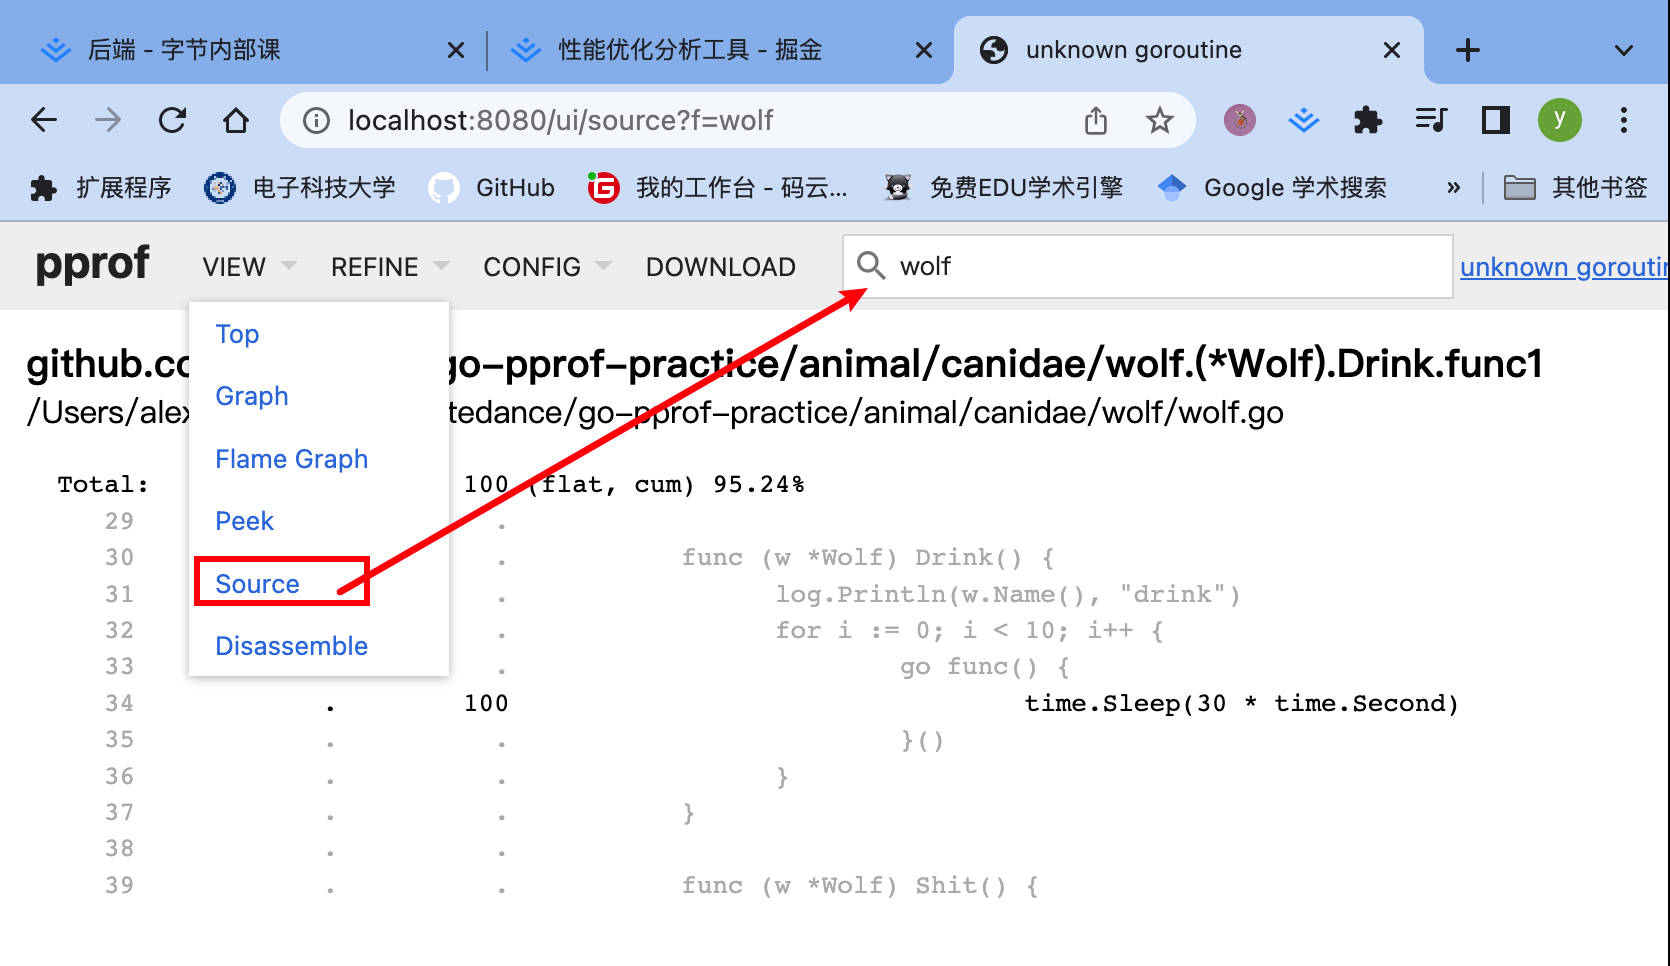 后端 - 字节内部课
性能优化分析工具 - 掘金
unknown goroutine
localhost:8080/ui/source?f=wolf
y
扩展程序 电子科技大学 GitHub 我的工作台 - 码云... 免费EDU学术引擎 Google 学术搜索 » 其他书签
pprof VIEW REFINE CONFIG DOWNLOAD wolf unknown goroutin
Top
github.co go-pprof-practice/animal/canidae/wolf.(*Wolf).Drink.func1
Graph
/Users/alex tedance/go-pprof-practice/animal/canidae/wolf/wolf.go
Flame Graph
Total: 100 (flat, cum) 95.24%
Peek
29 .
30 . func (w *Wolf) Drink() {
Source
31 . log.Println(w.Name(), "drink")
32 . for i := 0; i < 10; i++ {
Disassemble
33 . go func() {
34 . 100 time.Sleep(30 * time.Second)
35 . . }()
36 . . }
37 . . }
38 . .
39 . . func (w *Wolf) Shit() {